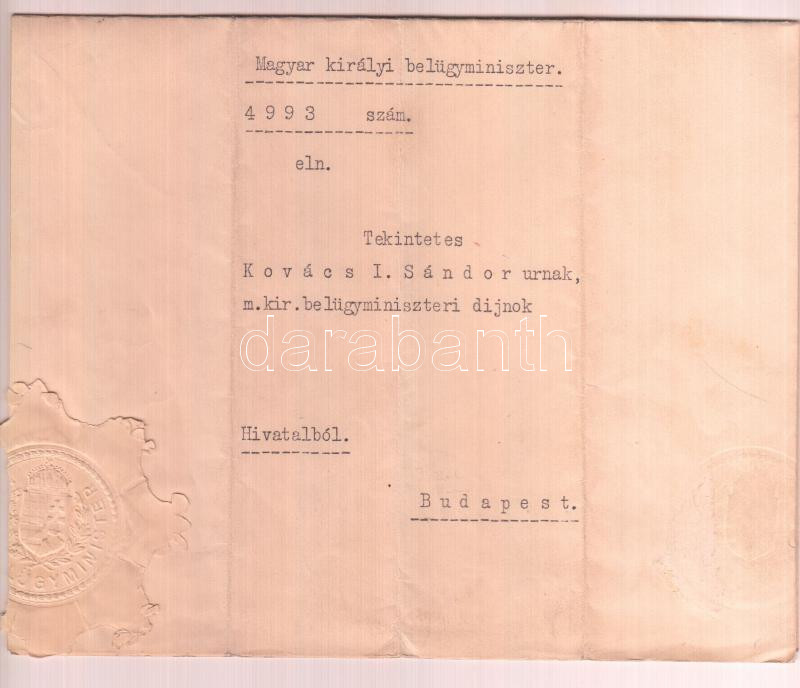 Magyar királyi belügyminiszter.
4993 szám.
eln.
Tekintetes
Kovács I. Sándor urnak,
m.kir.belügyminiszteri dijnok
darabanth
Hivatalból.
Budapest.